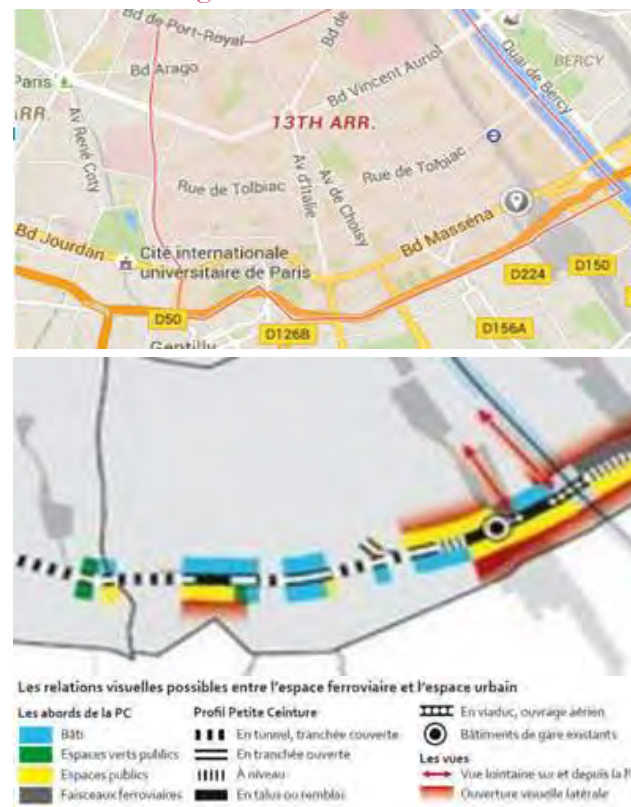 Bd de Port-Royal
Bd de
Quai de Bercy
BERCY
Bd Arago
Paris
Bd Vincent Auriol
ARR.
13TH ARR.
Av René Coty
Av d'Italie
Av de Choisy
Rue de Tolbiac
Rue de Tolbiac
Bd Jourdan
Bd Masséna
Cité internationale
universitaire de Paris
D224
D150
D50
D126B
D156A
Gentilly
Les relations visuelles possibles entre l'espace ferroviaire et l'espace urbain
Les abords de la PC
Bâti
Espaces verts publics
Espaces publics
Faisceaux ferroviaires
Profil Petite Ceinture
En tunnel, tranchée couverte
En tranchée ouverte
À niveau
En talus ou remblai
En viaduc, ouvrage aérien
Bâtiments de gare existants
Les vues
Vue lointaine sur et depuis la
Ouverture visuelle latérale